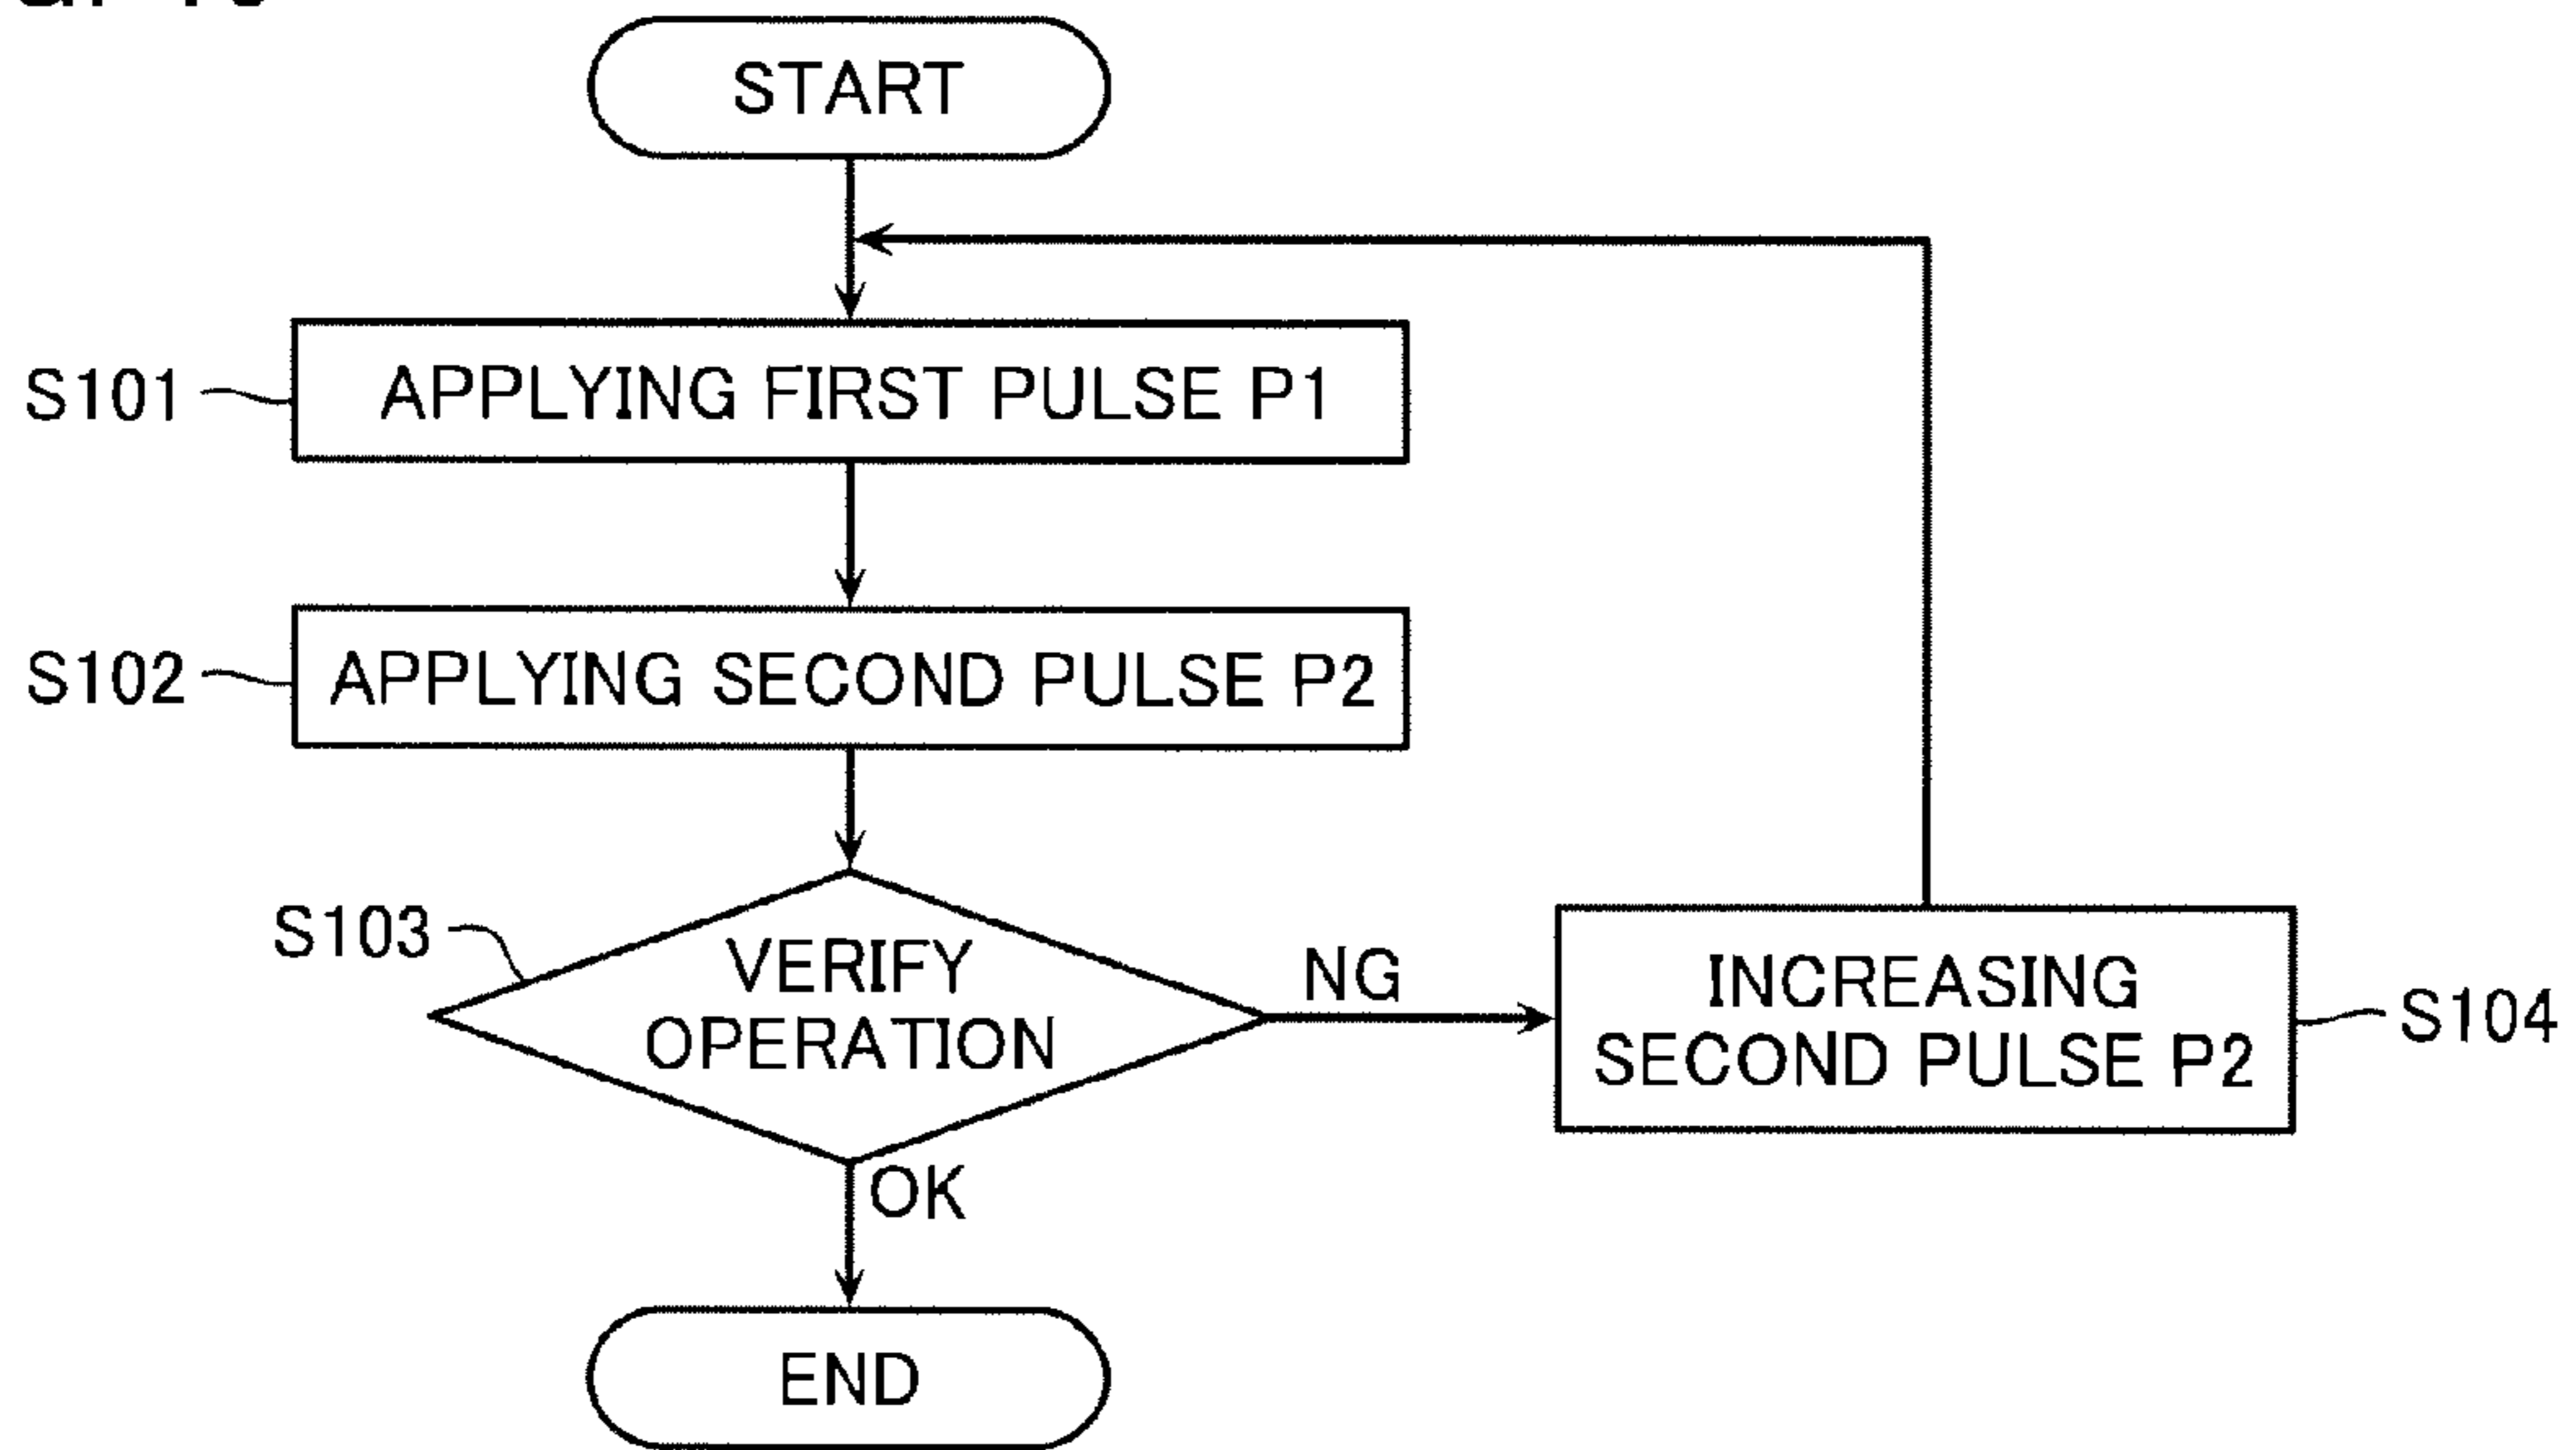 START
S101
APPLYING FIRST PULSE P1
S102
APPLYING SECOND PULSE P2
S103
VERIFY
OPERATION
NG
INCREASING
SECOND PULSE P2
S104
OK
END